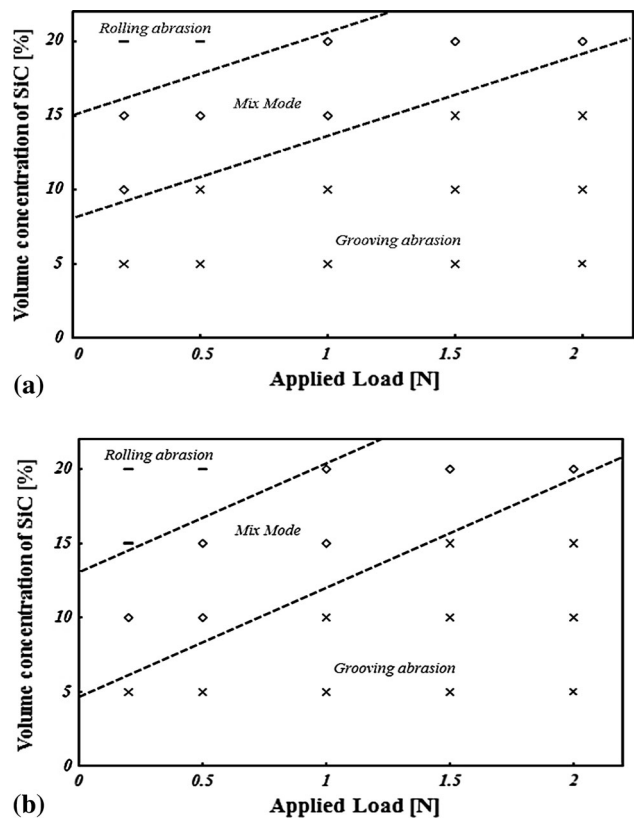 Volume concentration of SiC [%]
20
15
10
5
0
Rolling abrasion
Mix Mode
Grooving abrasion
0 0.5 1 1.5 2
(a) Applied Load [N]
Volume concentration of SiC [%]
20
15
10
5
0
Rolling abrasion
Mix Mode
Grooving abrasion
0 0.5 1 1.5 2
(b) Applied Load [N]